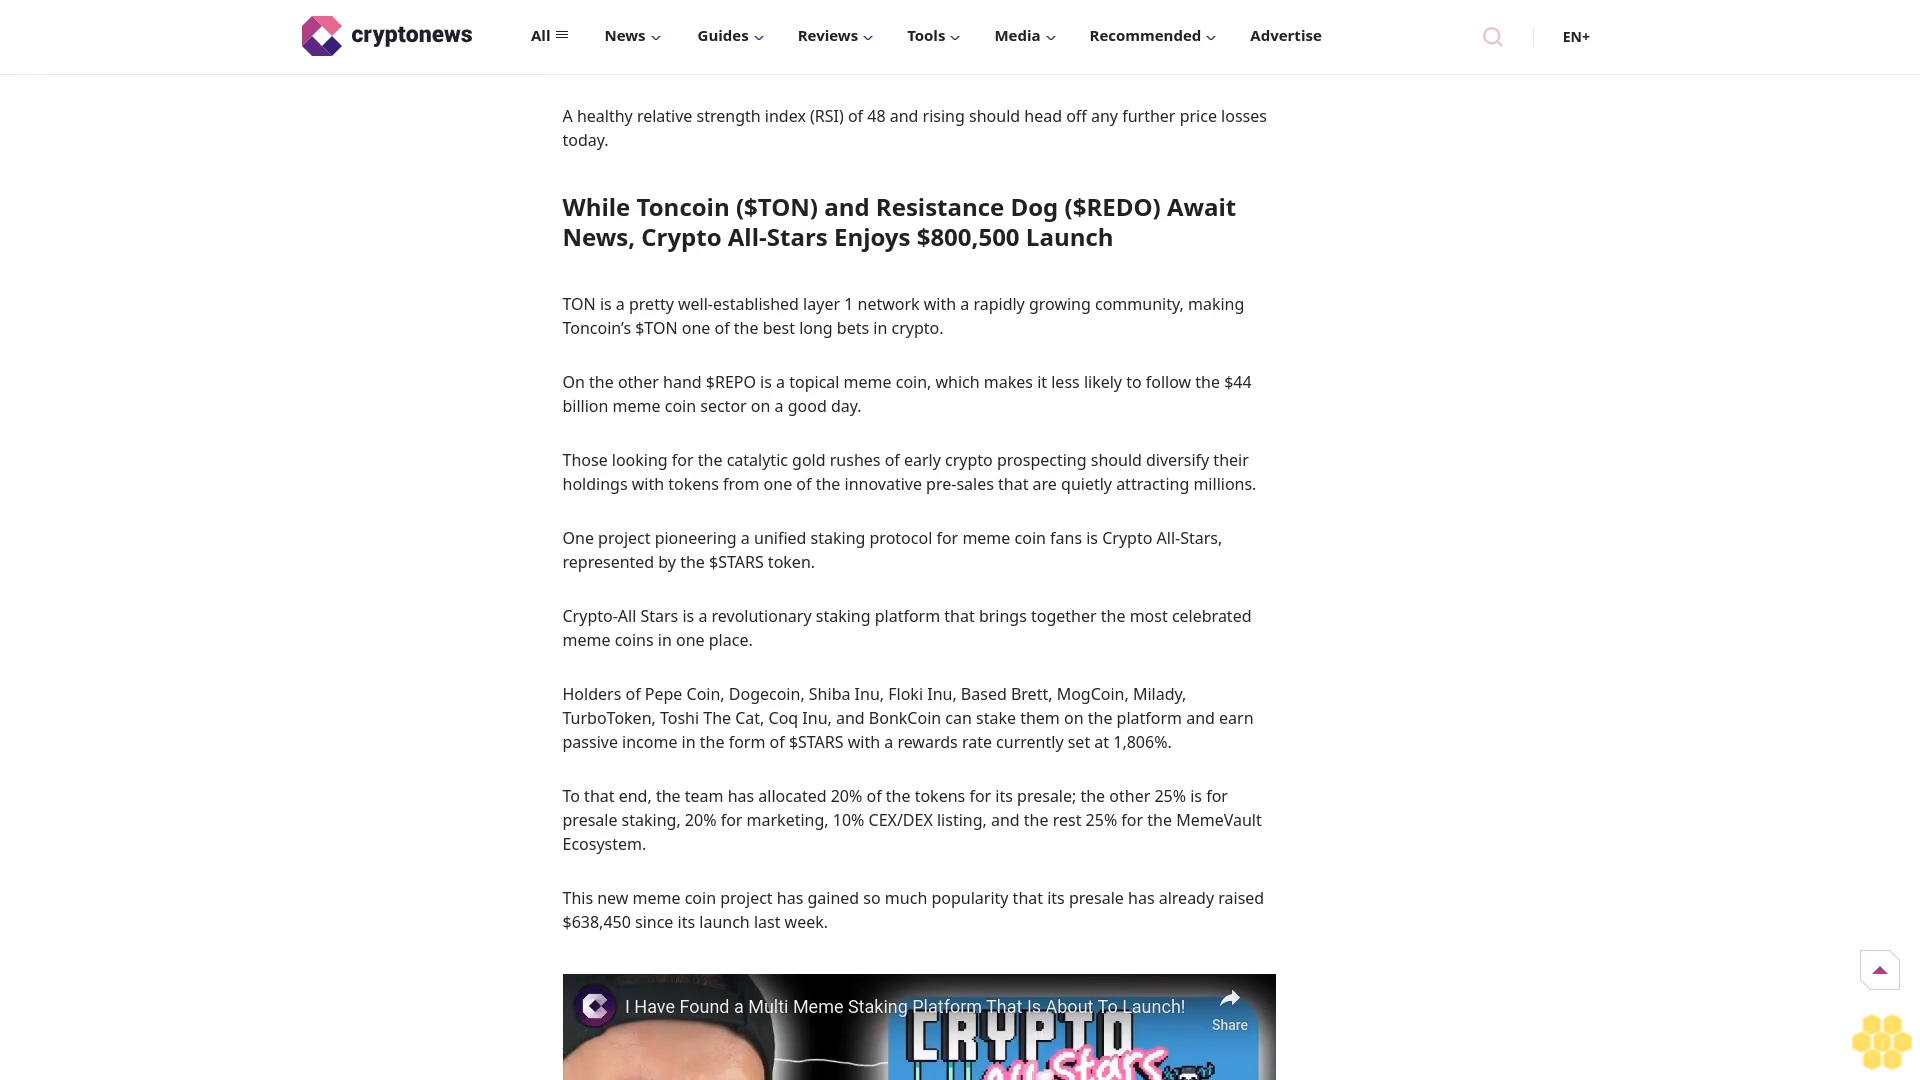 cryptonews
All
News
Guides
Reviews
Tools
Media
Recommended
Advertise
EN+
A healthy relative strength index (RSI) of 48 and rising should head off any further price losses
today.
While Toncoin ($TON) and Resistance Dog ($REDO) Await
News, Crypto All-Stars Enjoys $800,500 Launch
TON is a pretty well-established layer 1 network with a rapidly growing community, making
Toncoin’s $TON one of the best long bets in crypto.
On the other hand $REPO is a topical meme coin, which makes it less likely to follow the $44
billion meme coin sector on a good day.
Those looking for the catalytic gold rushes of early crypto prospecting should diversify their
holdings with tokens from one of the innovative pre-sales that are quietly attracting millions.
One project pioneering a unified staking protocol for meme coin fans is Crypto All-Stars,
represented by the $STARS token.
Crypto-All Stars is a revolutionary staking platform that brings together the most celebrated
meme coins in one place.
Holders of Pepe Coin, Dogecoin, Shiba Inu, Floki Inu, Based Brett, MogCoin, Milady,
TurboToken, Toshi The Cat, Coq Inu, and BonkCoin can stake them on the platform and earn
passive income in the form of $STARS with a rewards rate currently set at 1,806%.
To that end, the team has allocated 20% of the tokens for its presale; the other 25% is for
presale staking, 20% for marketing, 10% CEX/DEX listing, and the rest 25% for the MemeVault
Ecosystem.
This new meme coin project has gained so much popularity that its presale has already raised
$638,450 since its launch last week.
I Have Found a Multi Meme Staking Platform That Is About To Launch!
Share
CRYPTO
All-Stars